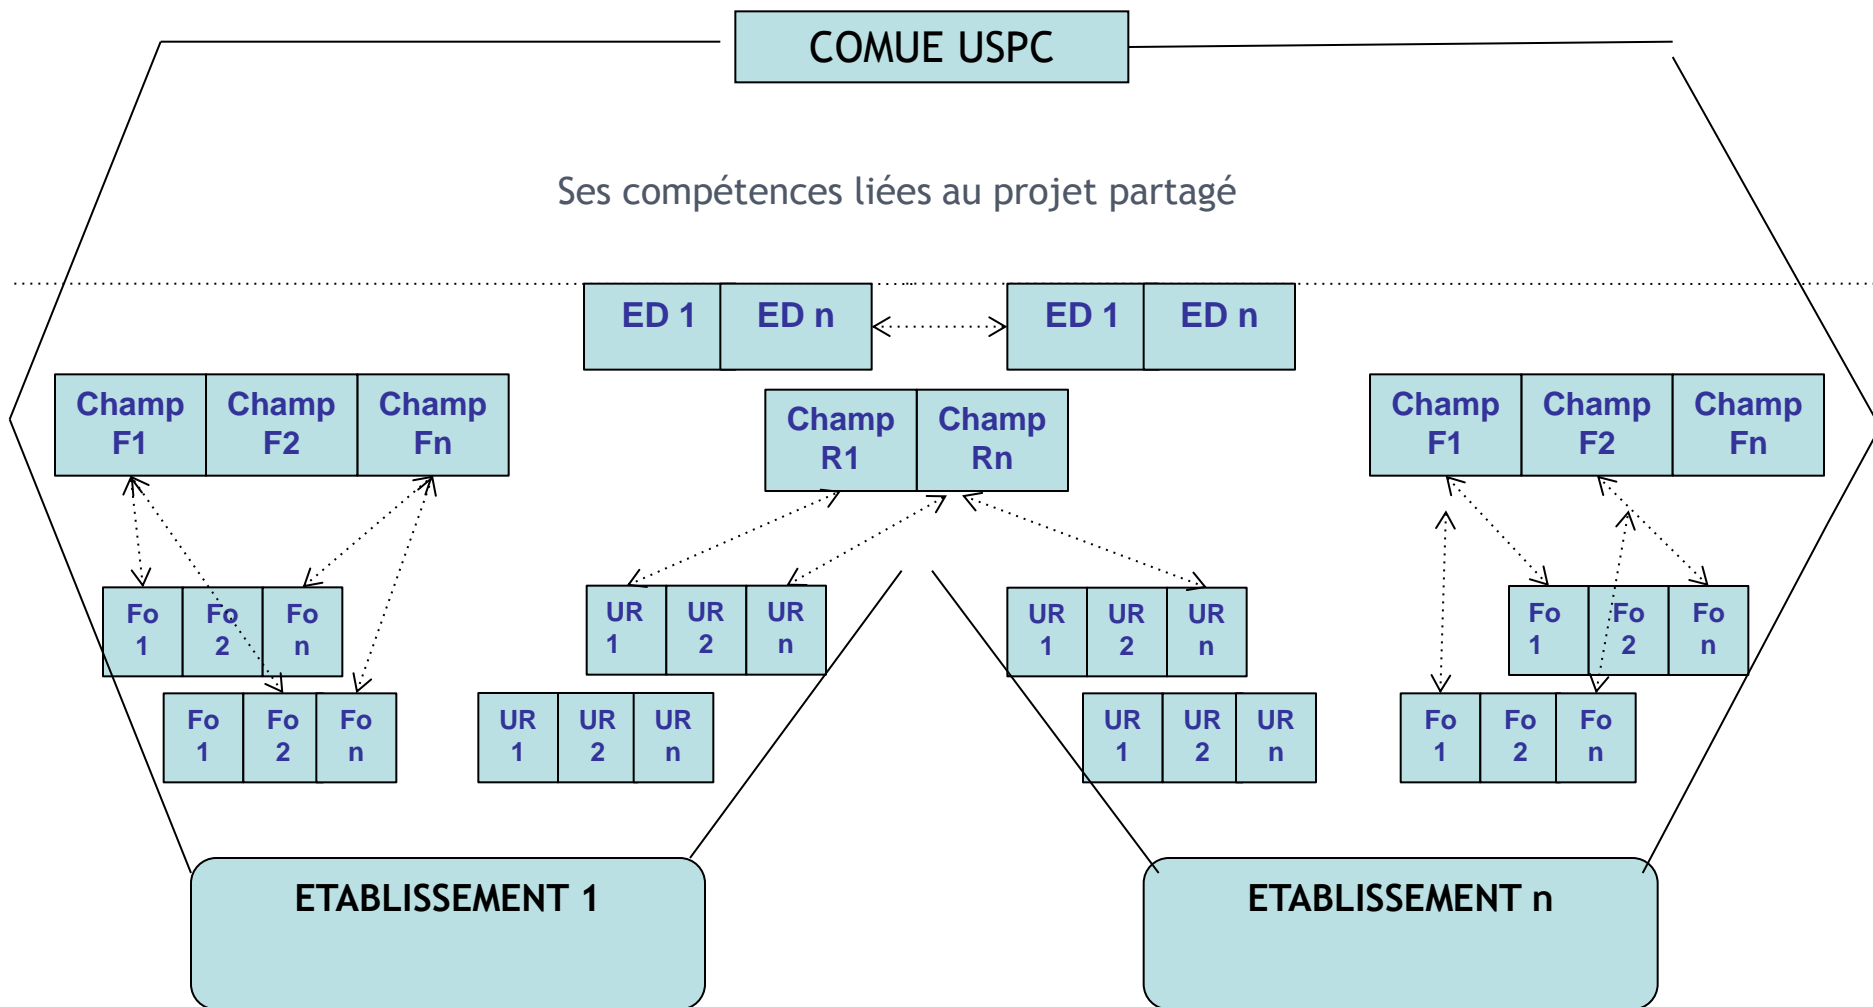 COMUE USPC
Ses compétences liées au projet partagé
ED 1 ED n ED 1 ED n
Champ Champ Champ
F1 F2 Fn
Champ Champ
R1 Rn
Champ Champ Champ
F1 F2 Fn
Fo Fo Fo
1 2 n
UR UR UR
1 2 n
UR UR UR
1 2 n
Fo Fo Fo
1 2 n
Fo Fo Fo
1 2 n
UR UR UR
1 2 n
UR UR UR
1 2 n
Fo Fo Fo
1 2 n
ETABLISSEMENT 1
ETABLISSEMENT n